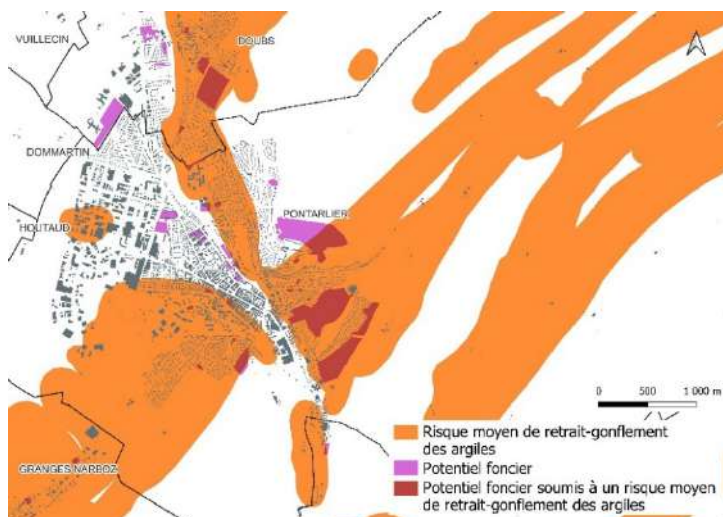 VUILLECIN
DOUBS
DOMMARTIN
PONTARLIER
HOUTAUD
GRANGES NARBOZ
0 500 1 000 m
Risque moyen de retrait-gonflement
des argiles
Potentiel foncier
Potentiel foncier soumis à un risque moyen
de retrait-gonflement des argiles